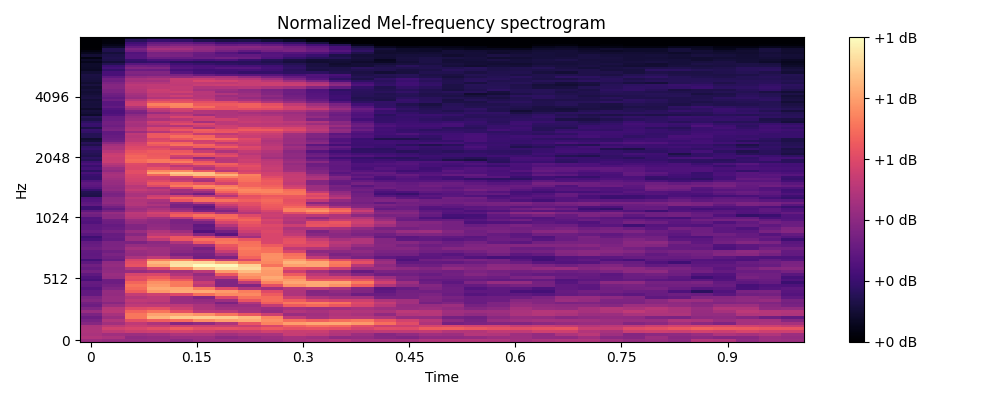 Normalized Mel-frequency spectrogram
Hz
4096
2048
1024
512
0
0 0.15 0.3 0.45 0.6 0.75 0.9
Time
+1 dB
+1 dB
+1 dB
+0 dB
+0 dB
+0 dB